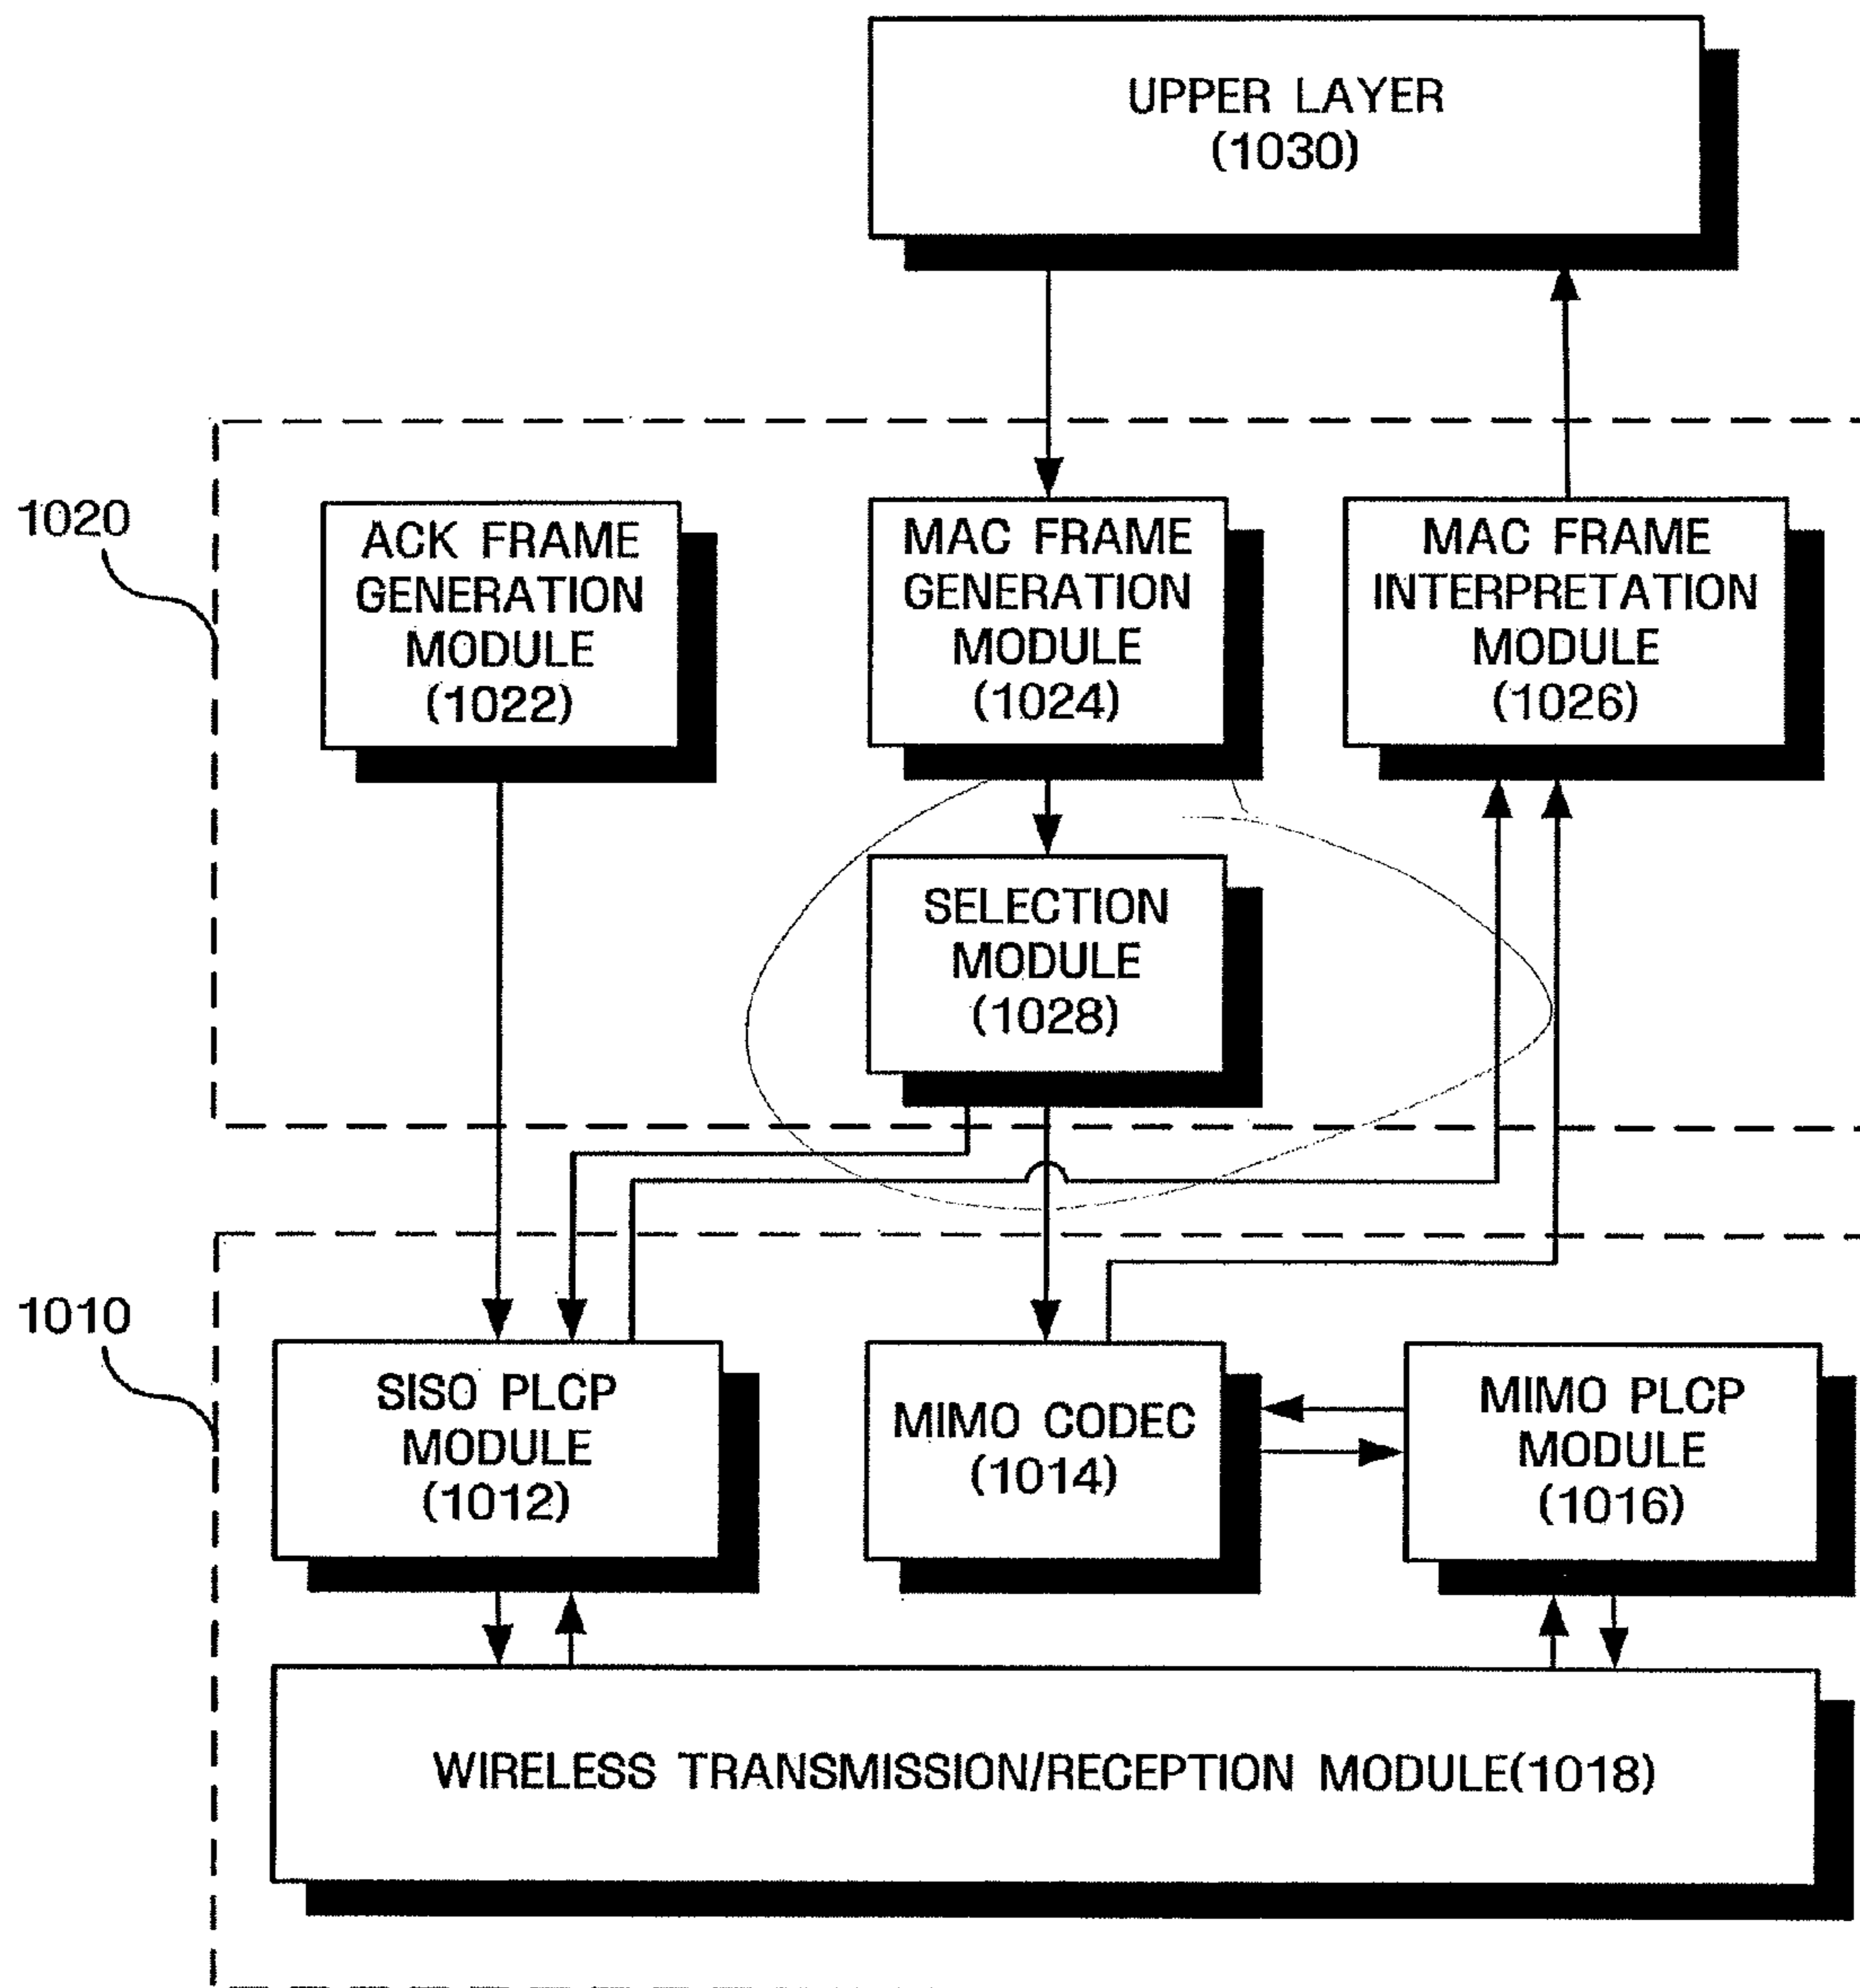 UPPER LAYER
(1030)
1020
ACK FRAME
GENERATION
MODULE
(1022)
MAC FRAME
GENERATION
MODULE
(1024)
MAC FRAME
INTERPRETATION
MODULE
(1026)
SELECTION
MODULE
(1028)
1010
SISO PLCP
MODULE
(1012)
MIMO CODEC
(1014)
MIMO PLCP
MODULE
(1016)
WIRELESS TRANSMISSION/RECEPTION MODULE(1018)